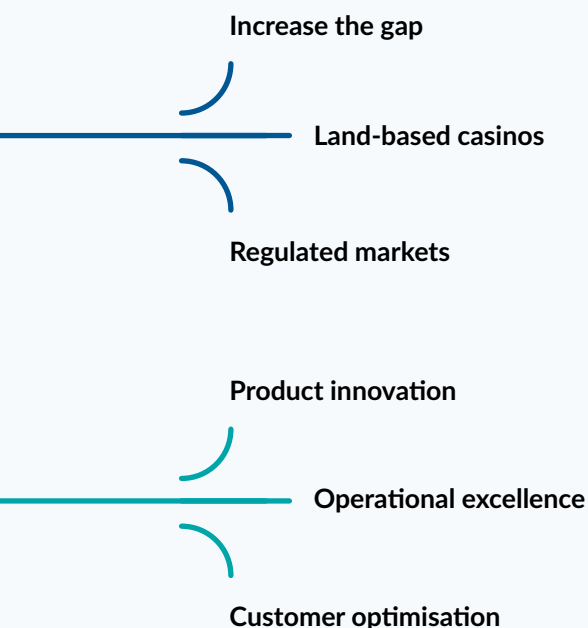 Increase the gap
Land-based casinos
Regulated markets
Product innovation
Operational excellence
Customer optimisation